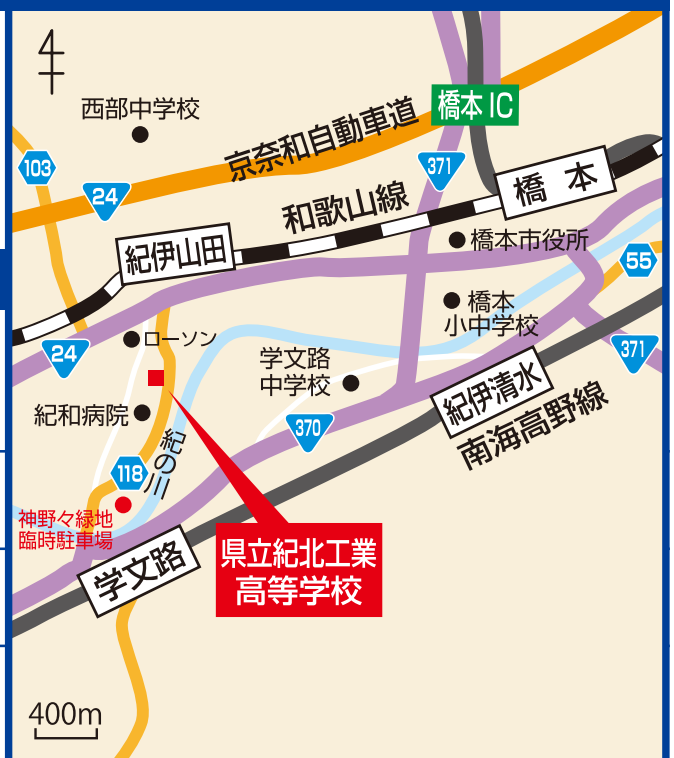 西部中学校
橋本IC
103
24
京奈和自動車道
371
橋本
和歌山線
紀伊山田
橋本市役所
55
橋本
小中学校
24
ローソン
学文路
中学校
371
紀伊清水
紀和病院
370
南海高野線
紀の川
118
神野々緑地
臨時駐車場
県立紀北工業
高等学校
学文路
400m